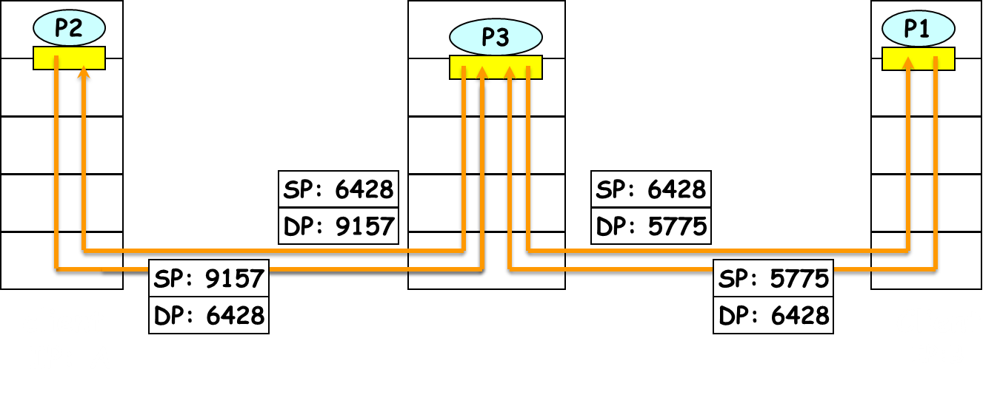 P2
P3
P1
SP: 6428
DP: 9157
SP: 6428
DP: 5775
SP: 9157
DP: 6428
SP: 5775
DP: 6428